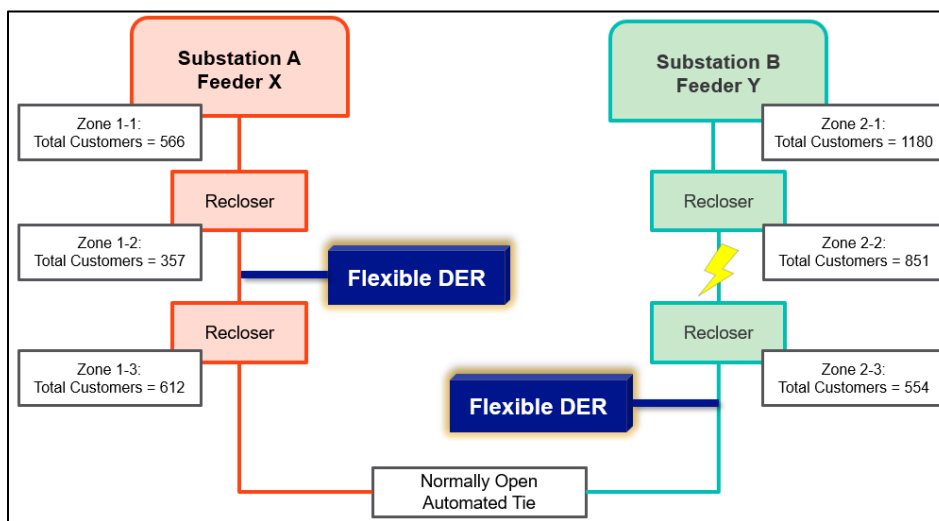 Substation A
Feeder X
Substation B
Feeder Y
Zone 1-1:
Total Customers = 566
Zone 2-1:
Total Customers = 1180
Recloser
Recloser
Zone 1-2:
Total Customers = 357
Flexible DER
Zone 2-2:
Total Customers = 851
Recloser
Recloser
Zone 1-3:
Total Customers = 612
Flexible DER
Zone 2-3:
Total Customers = 554
Normally Open
Automated Tie